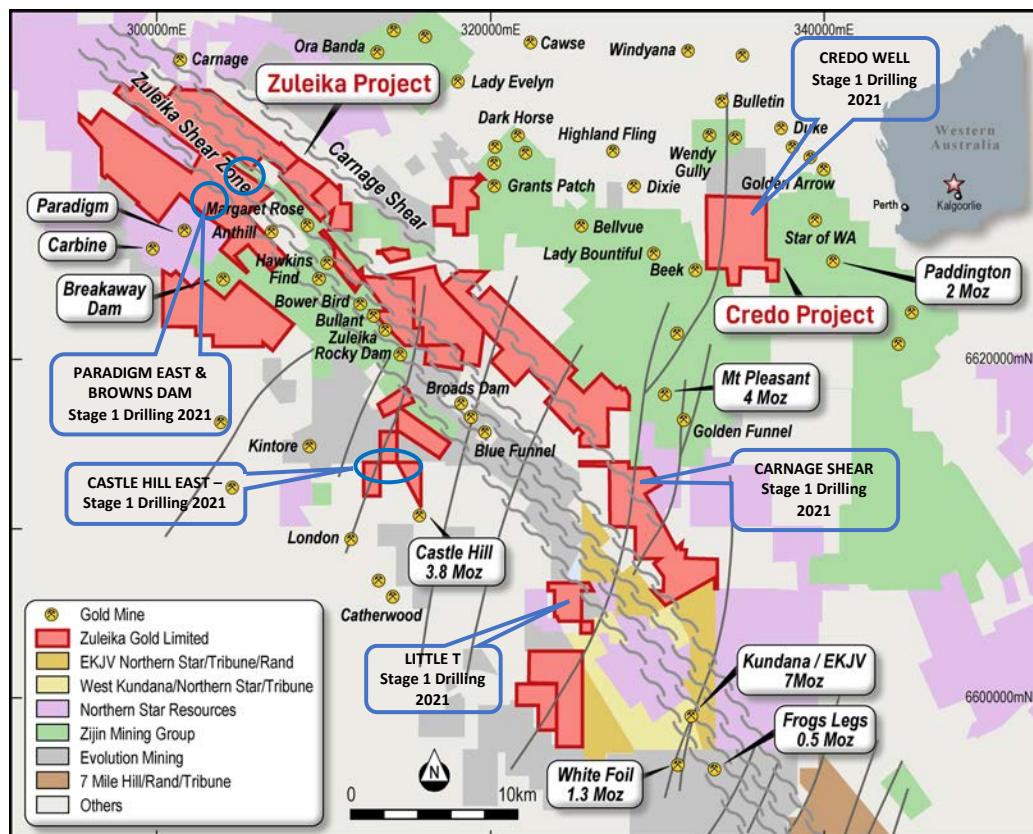 300000mE
320000mE
340000mE
Ora Banda
Cawse
Windyana
CREDO WELL
Stage 1 Drilling
2021
Carnage
Zuleika Project
Lady Evelyn
Bulletin
Western
Australia
Perth
Kalgoorlie
Zuleika Shear Zone
Carnage Shear
Dark Horse
Highland Fling
Duke
Wendy
Gully
Golden Arrow
Grants Patch
Dixie
Paradigm
Margaret Rose
Anthill
Carbine
Bellvue
Star of WA
Lady Bountiful
Beek
Hawkins
Find
Paddington
2 Moz
Breakaway
Dam
Bower Bird
Bullant
Zuleika
Rocky Dam
Credo Project
6620000mN
PARADIGM EAST &
BROWNS DAM
Stage 1 Drilling 2021
Broads Dam
Mt Pleasant
4 Moz
Golden Funnel
Kintore
Blue Funnel
CASTLE HILL EAST –
Stage 1 Drilling 2021
CARNAGE SHEAR
Stage 1 Drilling
2021
London
Castle Hill
3.8 Moz
Catherwood
LITTLE T
Stage 1 Drilling
2021
Kundana / EKJV
7Moz
6600000mN
Frogs Legs
0.5 Moz
White Foil
1.3 Moz
Gold Mine
Zuleika Gold Limited
EKJV Northern Star/Tribune/Rand
West Kundana/Northern Star/Tribune
Northern Star Resources
Zijin Mining Group
Evolution Mining
7 Mile Hill/Rand/Tribune
Others
N
0
10km